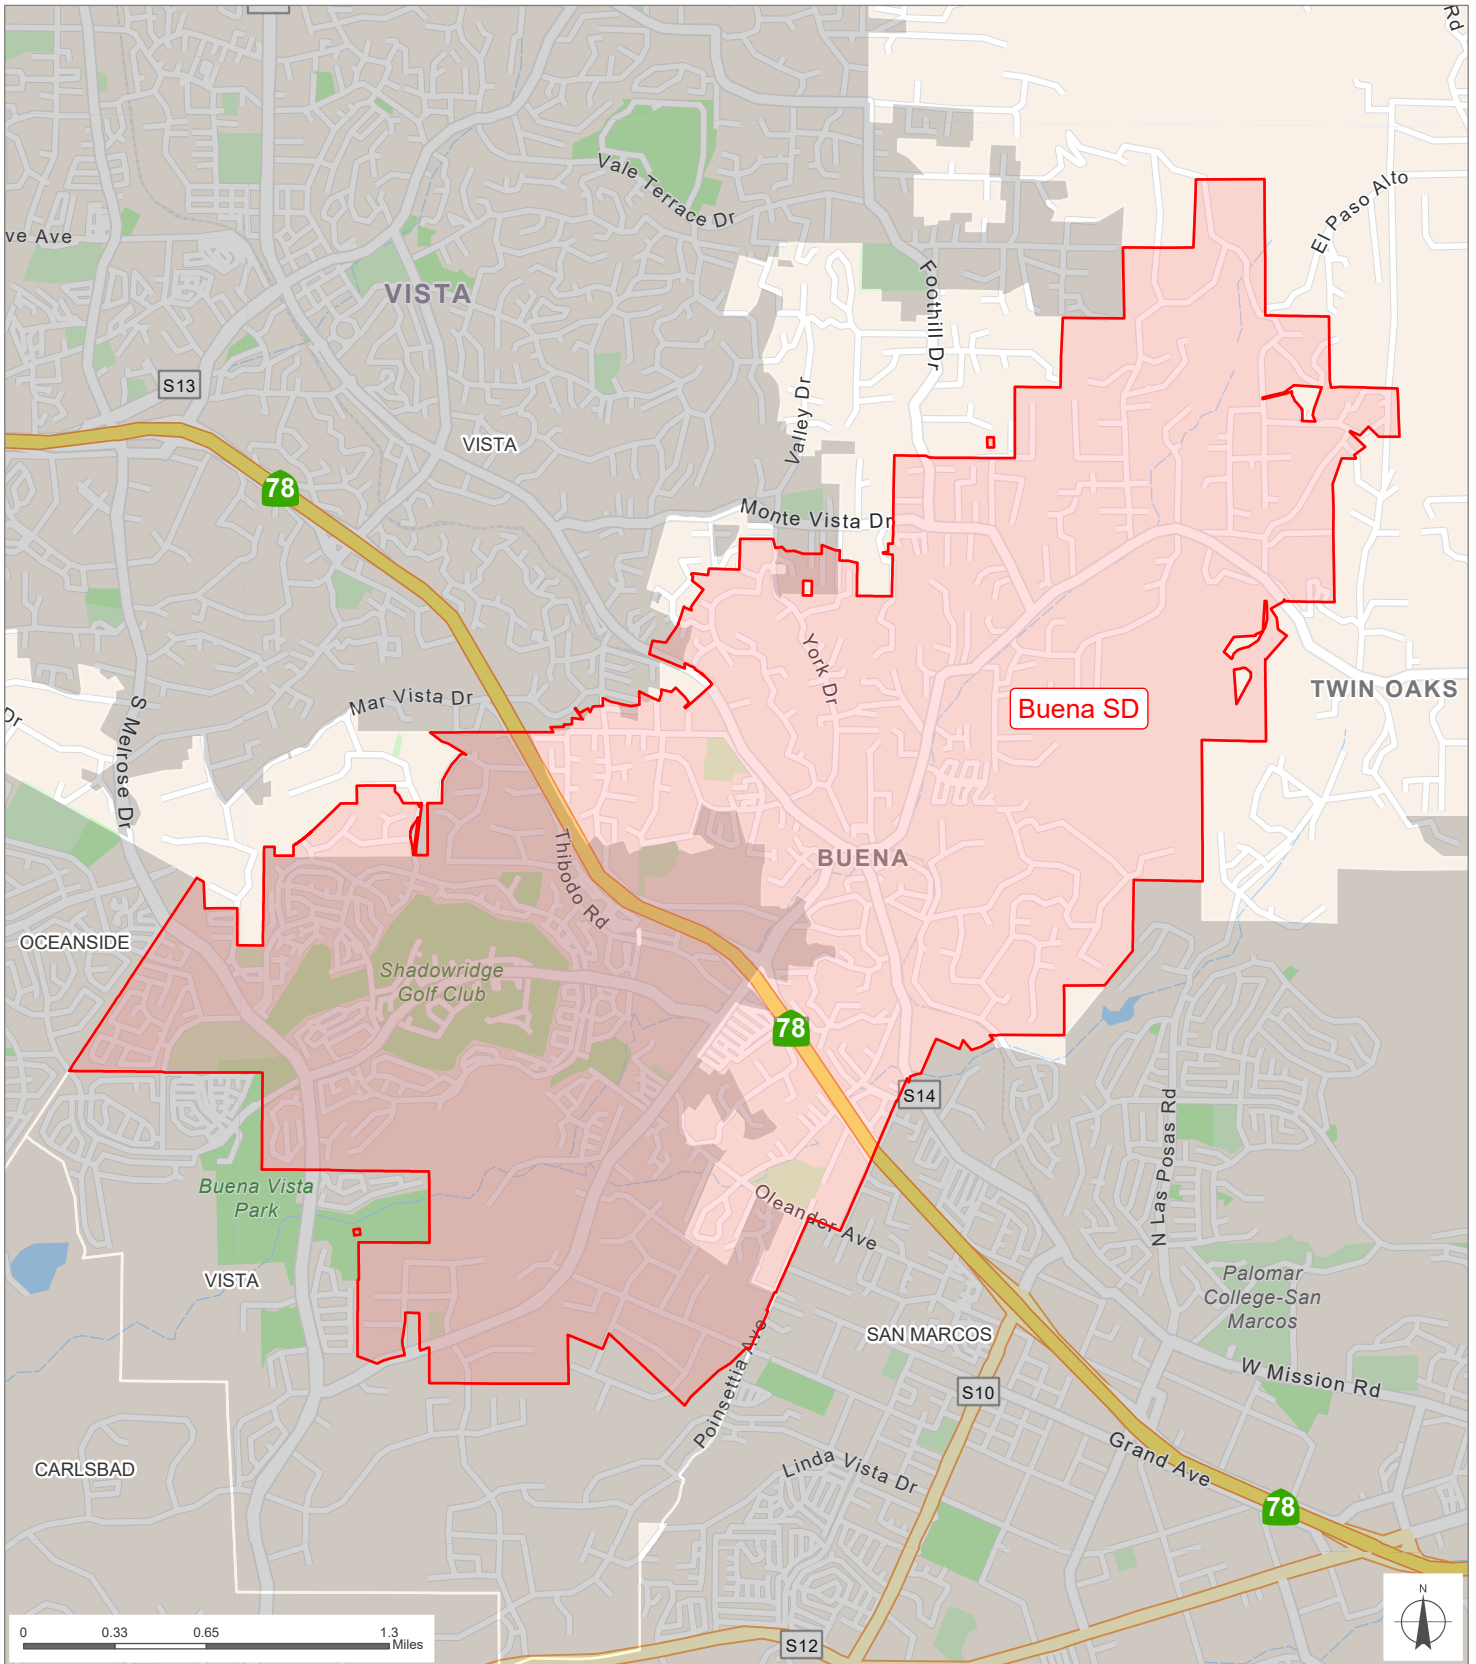 Rd
Vale Terrace Dr
El Paso Alto
ve Ave
VISTA
Foothill Dr
S13
Valley Dr
VISTA
78
Monte Vista Dr
York Dr
TWIN OAKS
Buena SD
Mar Vista Dr
Dr
S Melrose Dr
Thibodo Rd
BUENA
OCEANSIDE
Shadowridge
Golf Club
78
S14
N Las Posas Rd
Buena Vista
Park
Oleander Ave
VISTA
Palomar
College-San
Marcos
SAN MARCOS
Poinsettia Ave
W Mission Rd
S10
Grand Ave
CARLSBAD
Linda Vista Dr
78
N
0 0.33 0.65 1.3
Miles
S12